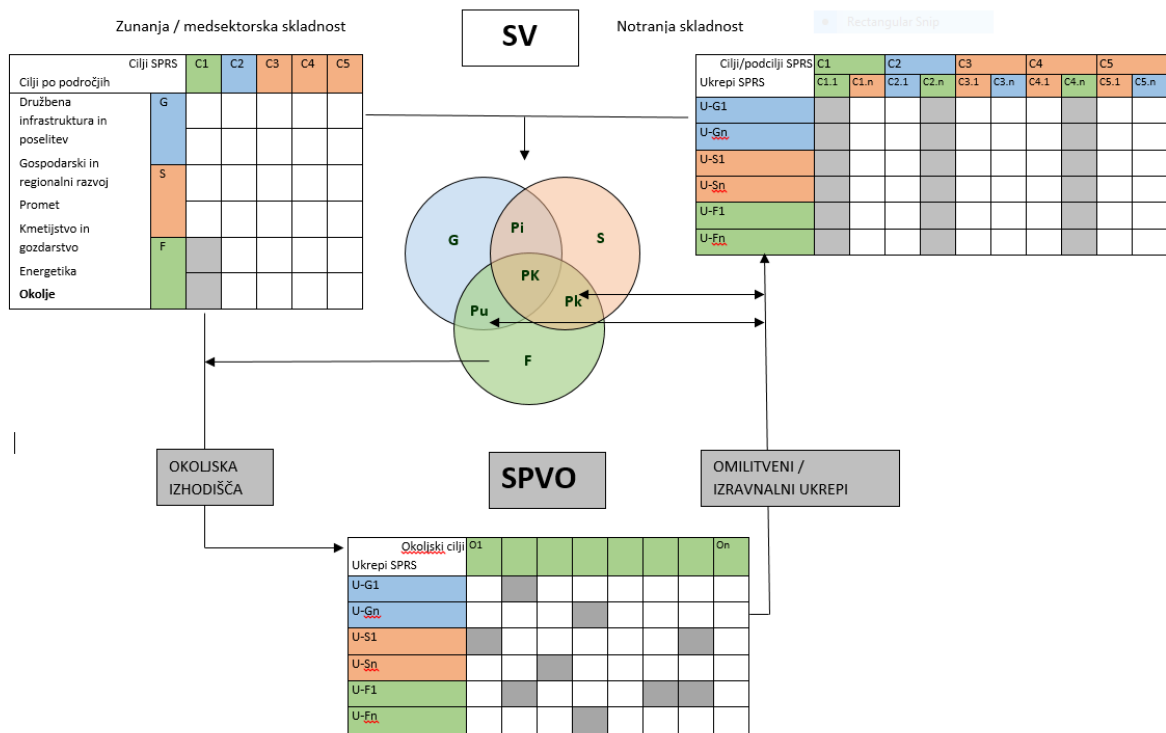 Zunanja / medsektorska skladnost
SV
Notranja skladnost
Rectangular Snip
Cilji SPRS C1 C2 C3 C4 C5
Cilji po področjih
Družbena
infrastruktura in
poselitev
G
Gospodarski in
regionalni razvoj
S
Promet
Kmetijstvo in
gozdarstvo
F
Energetika
Okolje
Cilji/podcilji SPRS C1 C2 C3 C4 C5
Ukrepi SPRS C1.1 C1.n C2.1 C2.n C3.1 C3.n C4.1 C4.n C5.1 C5.n
U-G1
U-Gn
U-S1
U-Sn
U-F1
U-Fn
G Pi S
PK
Pu Pk
F
OKOLJSKA
IZHODIŠČA
SPVO
OMILITVENI /
IZRAVNALNI UKREPI
Okoljski cilji O1 On
Ukrepi SPRS
U-G1
U-Gn
U-S1
U-Sn
U-F1
U-Fn